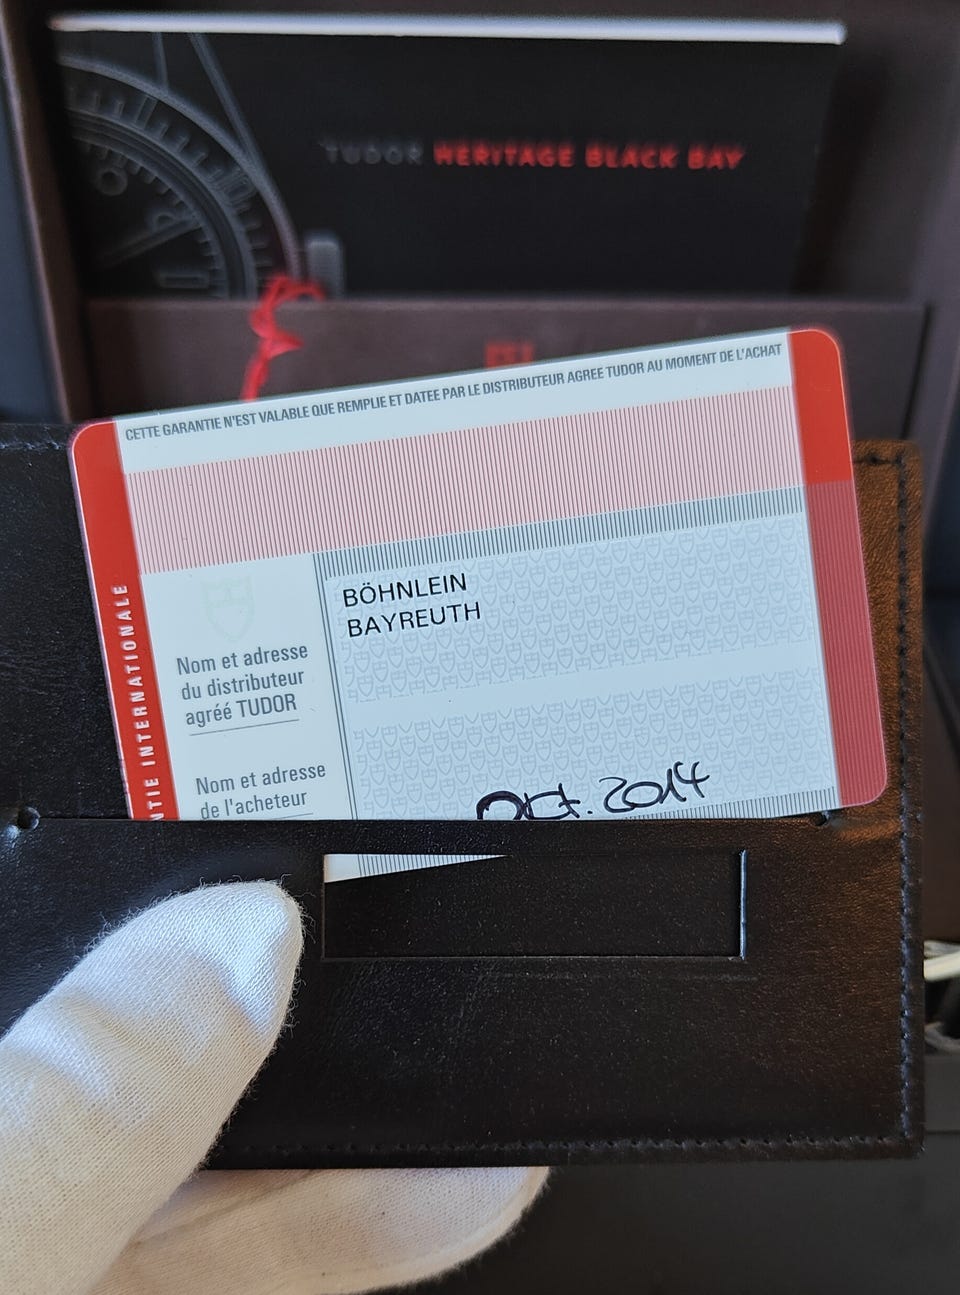 TUDOR HERITAGE BLACK BAY
CETTE GARANTIE N'EST VALABLE QUE REMPLIE ET DATEE PAR LE DISTRIBUTEUR AGREE TUDOR AU MOMENT DE L'ACHAT
BÖHNLEIN
BAYREUTH
Nom et adresse
du distributeur
agréé TUDOR
Nom et adresse
de l'acheteur
Oct. 2014
INTERNATIONALE